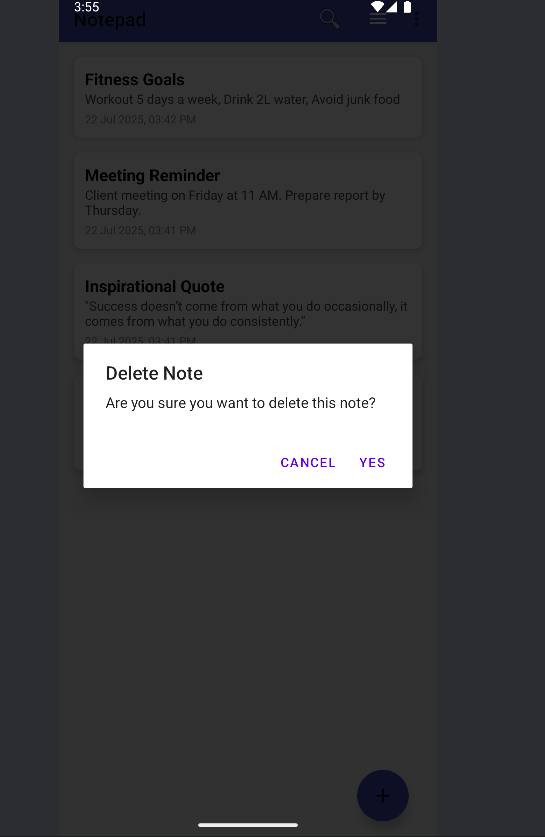 3:55
Notepad
Fitness Goals
Workout 5 days a week, Drink 2L water, Avoid junk food
22 Jul 2025, 03:42 PM
Meeting Reminder
Client meeting on Friday at 11 AM. Prepare report by
Thursday.
22 Jul 2025, 03:41 PM
Inspirational Quote
"Success doesn't come from what you do occasionally, it
comes from what you do consistently."
22 Jul 2025, 03:41 PM
Delete Note
Are you sure you want to delete this note?
CANCEL YES